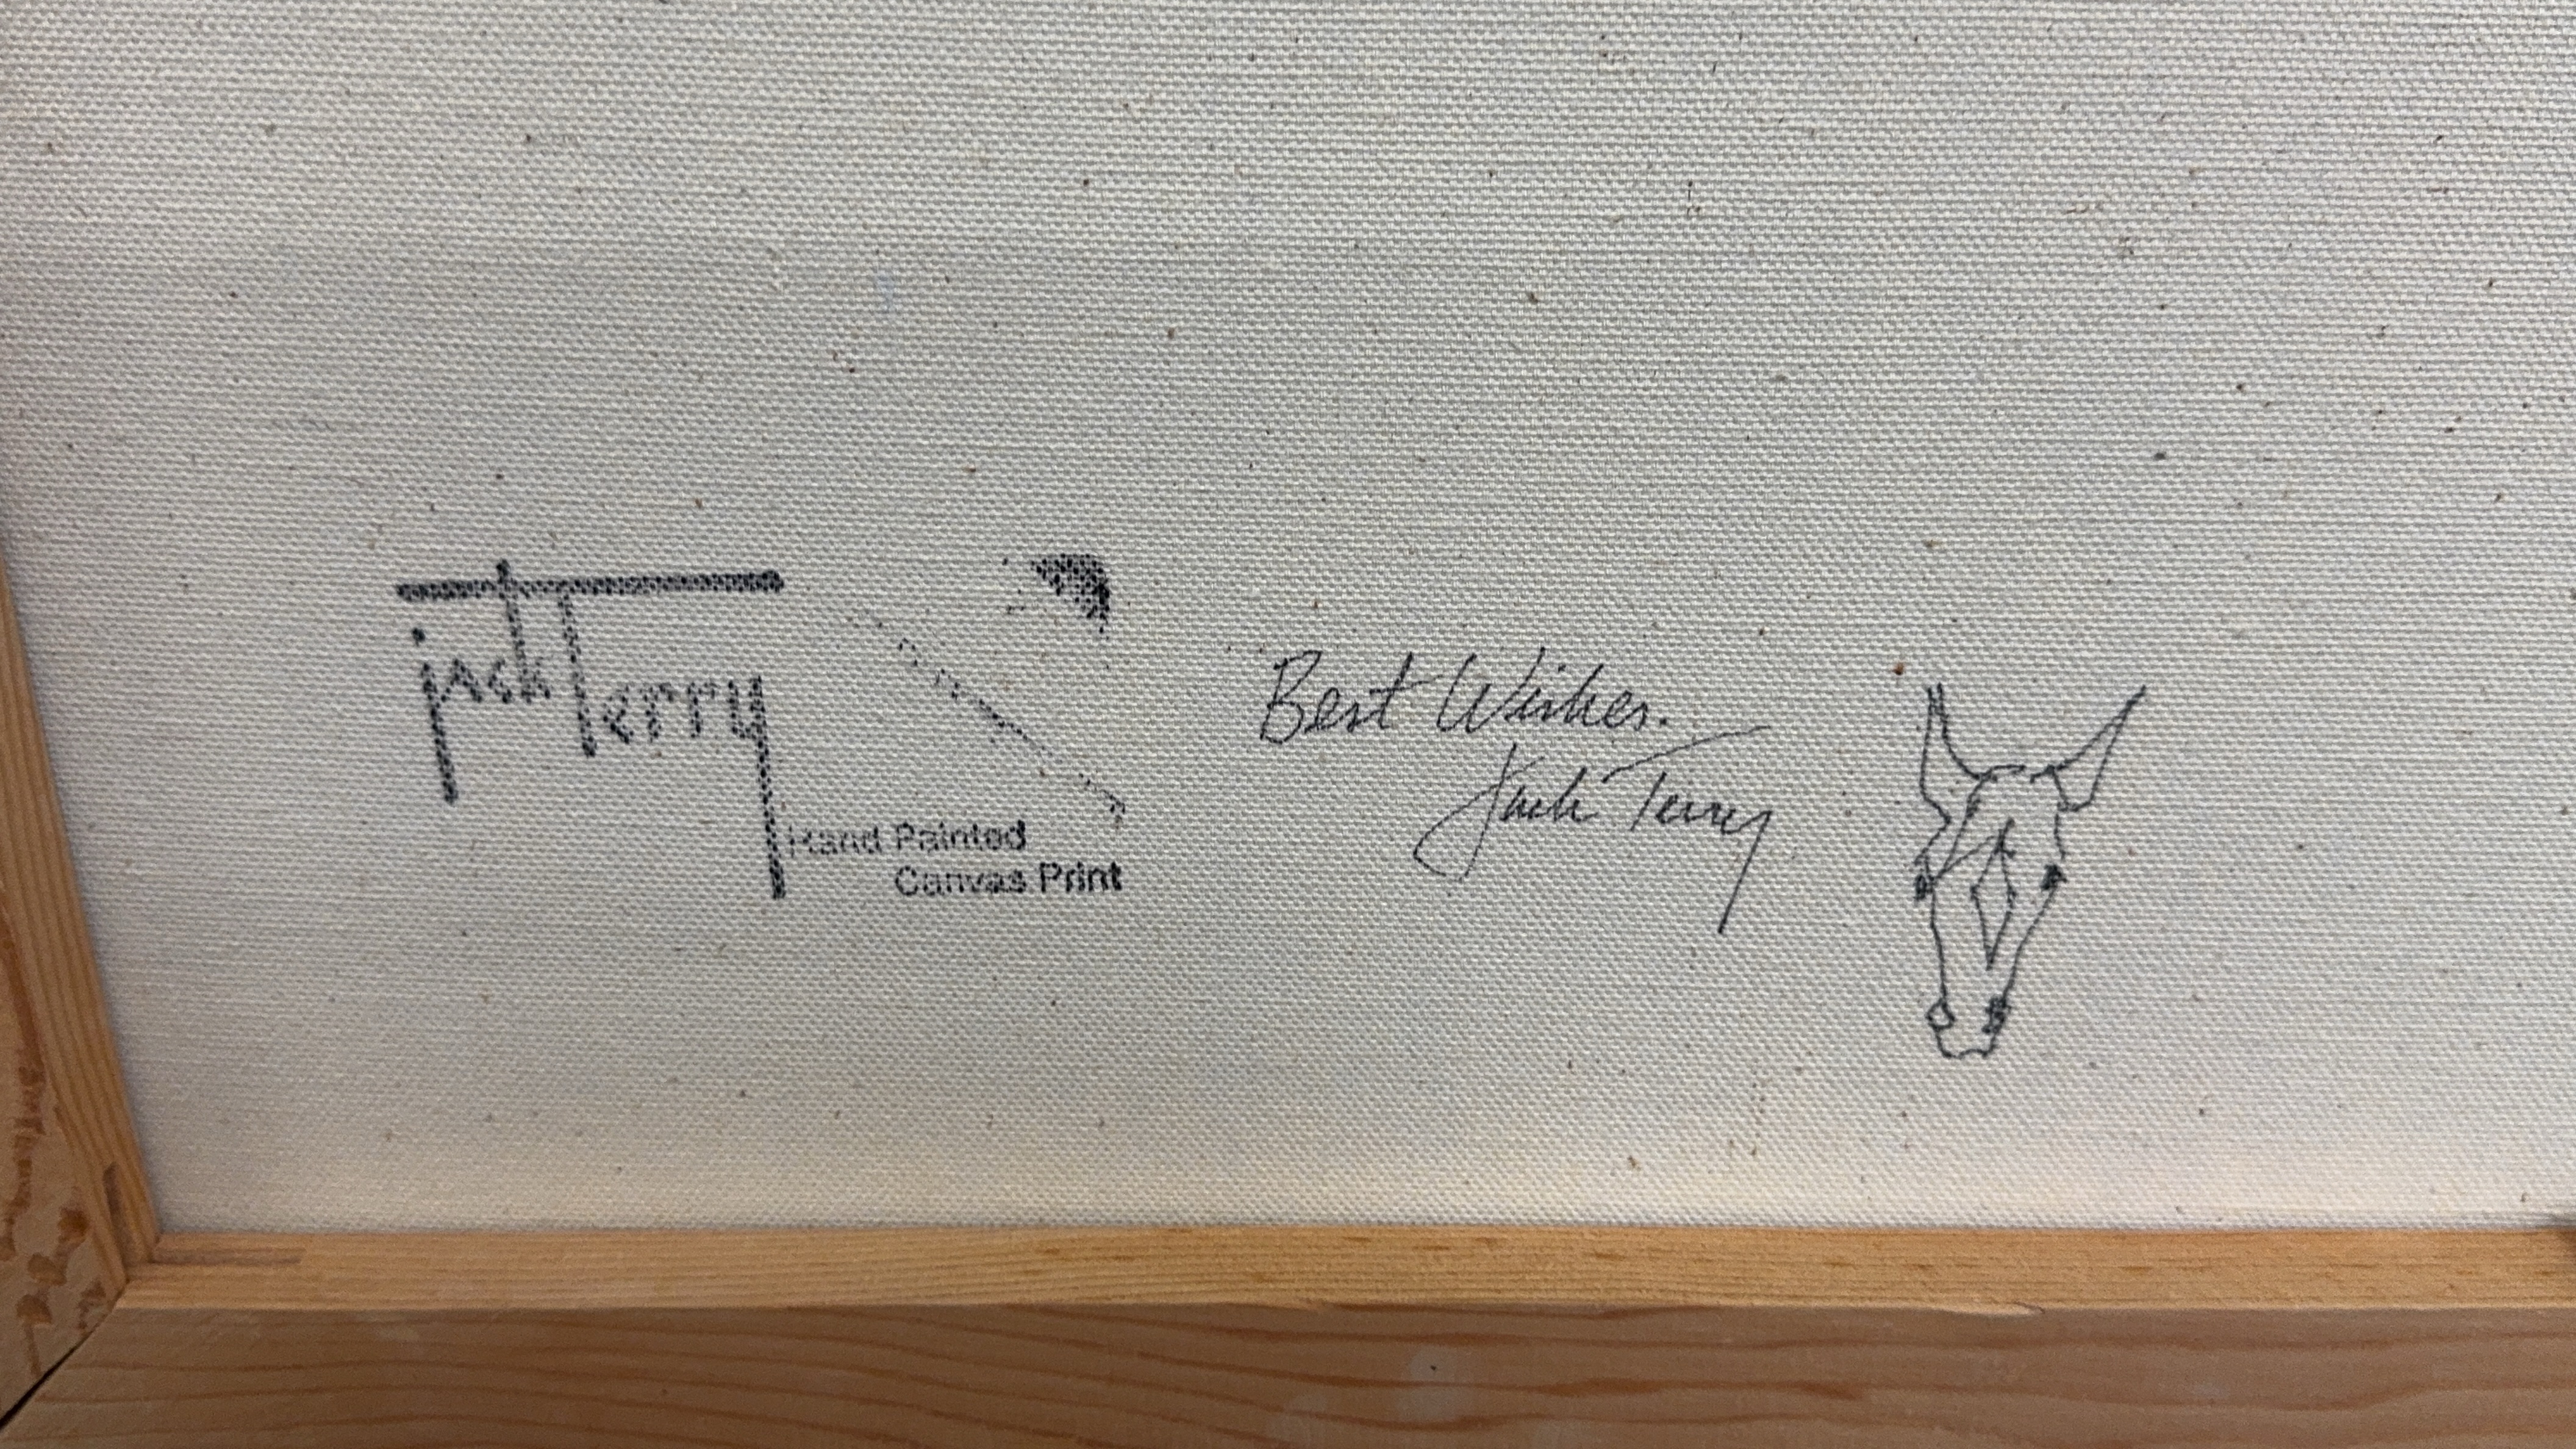 jack Terry
Hand Painted
Canvas Print
Best Wishes.
Jack Terry